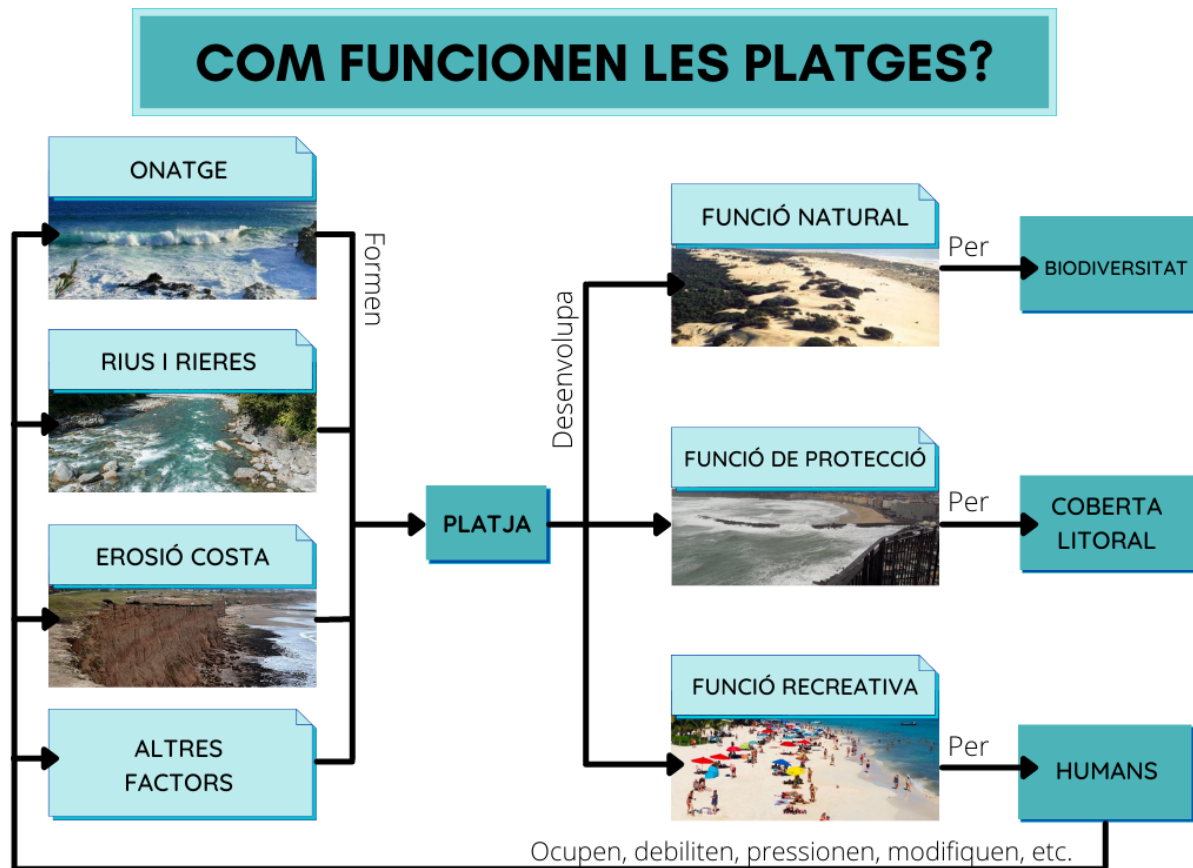 COM FUNCIONEN LES PLATGES?
ONATGE
RIUS I RIERES
EROSIÓ COSTA
ALTRES
FACTORS
Formen
PLATJA
Desenvolupa
FUNCIÓ NATURAL
Per
BIODIVERSITAT
FUNCIÓ DE PROTECCIÓ
Per
COBERTA
LITORAL
FUNCIÓ RECREATIVA
Per
HUMANS
Ocupen, debiliten, pressionen, modifiquen, etc.